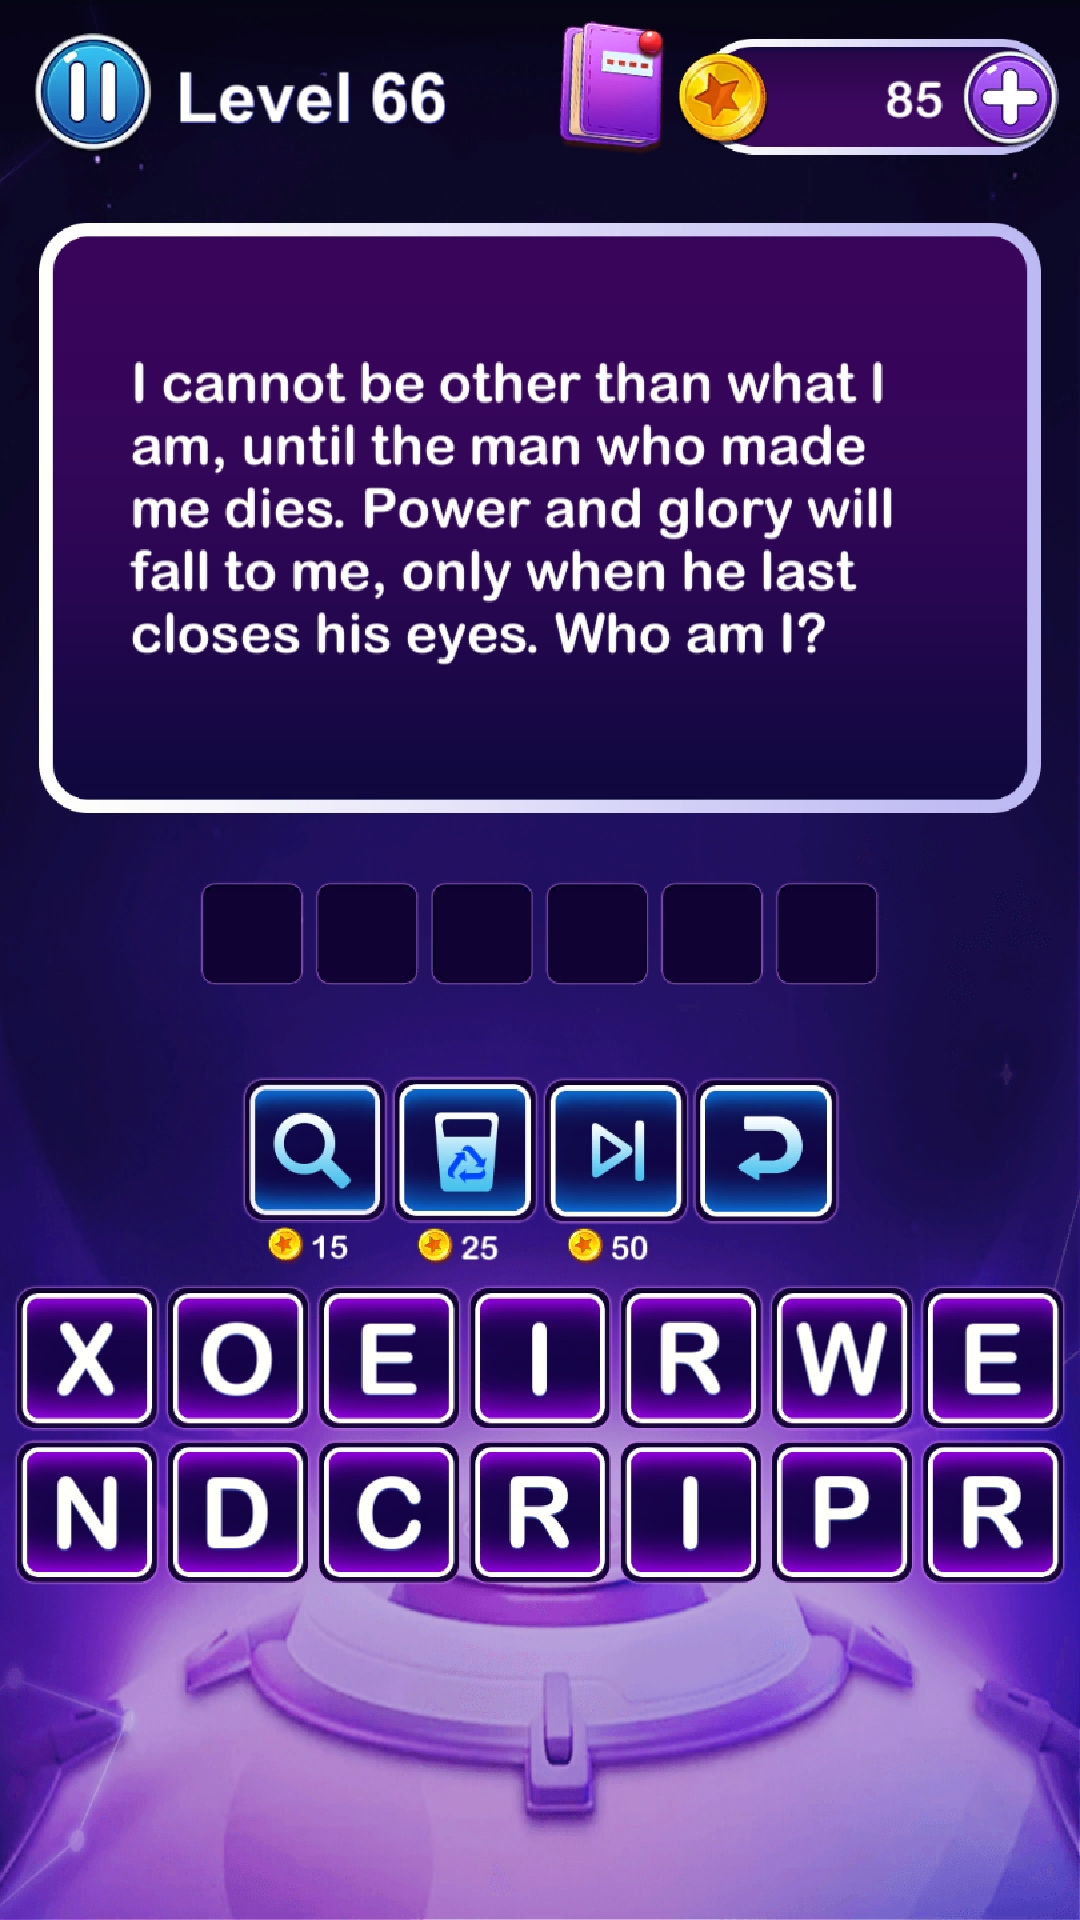 Level 66
85
I cannot be other than what I
am, until the man who made
me dies. Power and glory will
fall to me, only when he last
closes his eyes. Who am I?
15 25 50
X O E I R W E
N D C R I P R